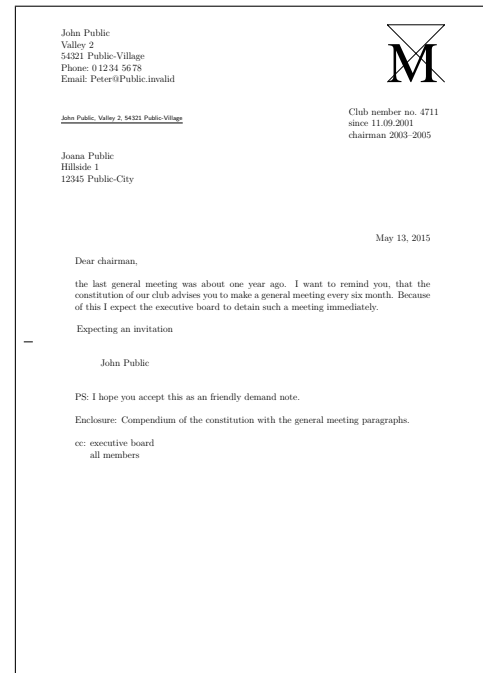 John Public
Valley 2
54321 Public-Village
Phone: 0 12 34 56 78
Email: Peter@Public.invalid
M
John Public, Valley 2, 54321 Public-Village
Club nember no. 4711
since 11.09.2001
chairman 2003–2005
Joana Public
Hillside 1
12345 Public-City
May 13, 2015
Dear chairman,
the last general meeting was about one year ago. I want to remind you, that the
constitution of our club advises you to make a general meeting every six month. Because
of this I expect the executive board to detain such a meeting immediately.
Expecting an invitation
John Public
PS: I hope you accept this as an friendly demand note.
Enclosure: Compendium of the constitution with the general meeting paragraphs.
cc: executive board
all members